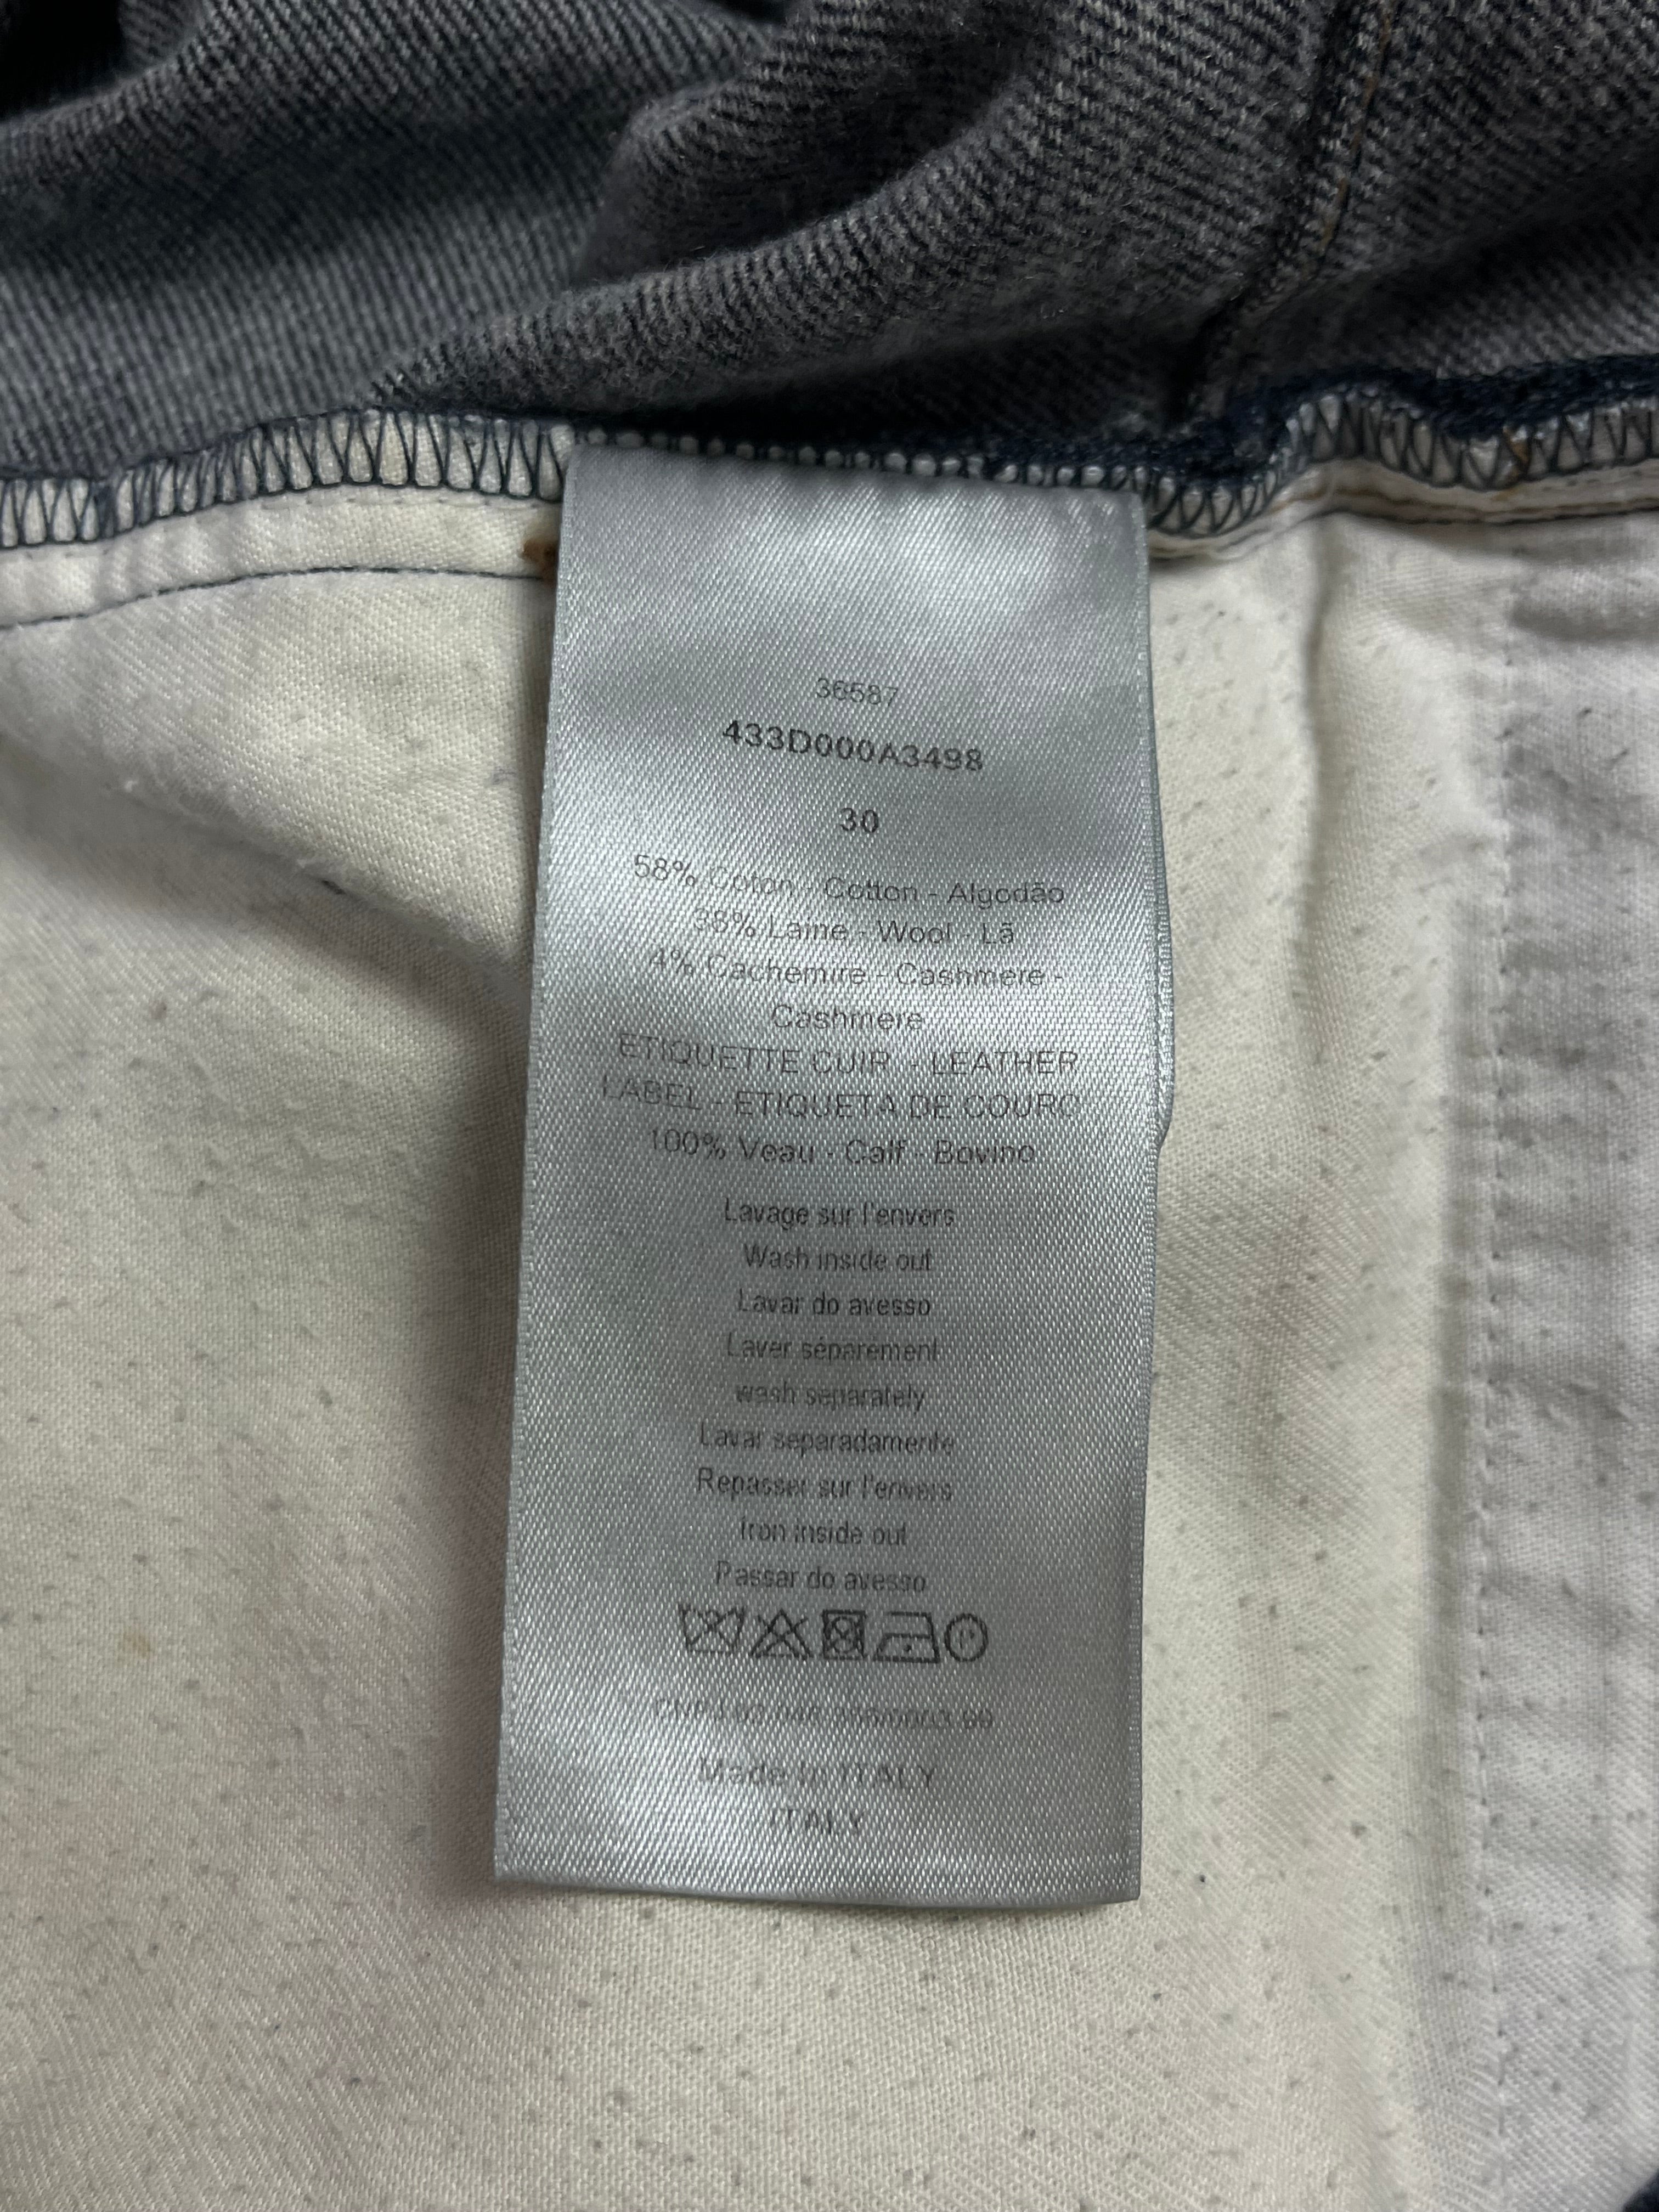 36587
433D000A3498
30
58% Coton - Cotton - Algodão
38% Laine - Wool - Lã
4% Cachemire - Cashmere -
Cashmere
ETIQUETTE CUIR - LEATHER
LABEL - ETIQUETA DE COURO
100% Veau - Calf - Bovino
Lavage sur l'envers
Wash inside out
Lavar do avesso
Laver séparement
wash separately
Lavar separadamente
Repasser sur l'envers
Iron inside out
Passar do avesso
Made in ITALY
ITALY